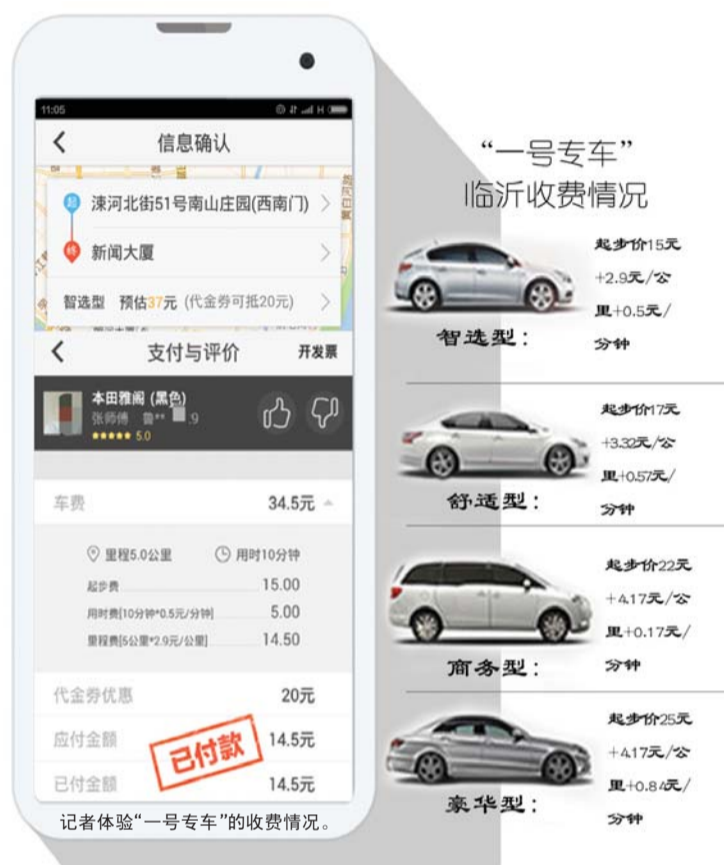 11:05
信息确认
起 涑河北街51号南山庄园(西南门)
终 新闻大厦
智选型 预估37元 (代金券可抵20元)
支付与评价 开发票
本田雅阁 (黑色)
张师傅 鲁** .9
5.0
车费 34.5元
里程5.0公里 用时10分钟
起步费 15.00
用时费[10分钟*0.5元/分钟] 5.00
里程费[5公里*2.9元/公里] 14.50
代金券优惠 20元
应付金额 14.5元
已付款
已付金额 14.5元
记者体验“一号专车”的收费情况。
“一号专车”
临沂收费情况
智选型：
起步价15元
+2.9元/公
里+0.5元/
分钟
舒适型：
起步价17元
+3.32元/公
里+0.57元/
分钟
商务型：
起步价22元
+4.17元/公
里+0.17元/
分钟
豪华型：
起步价25元
+4.17元/公
里+0.84元/
分钟